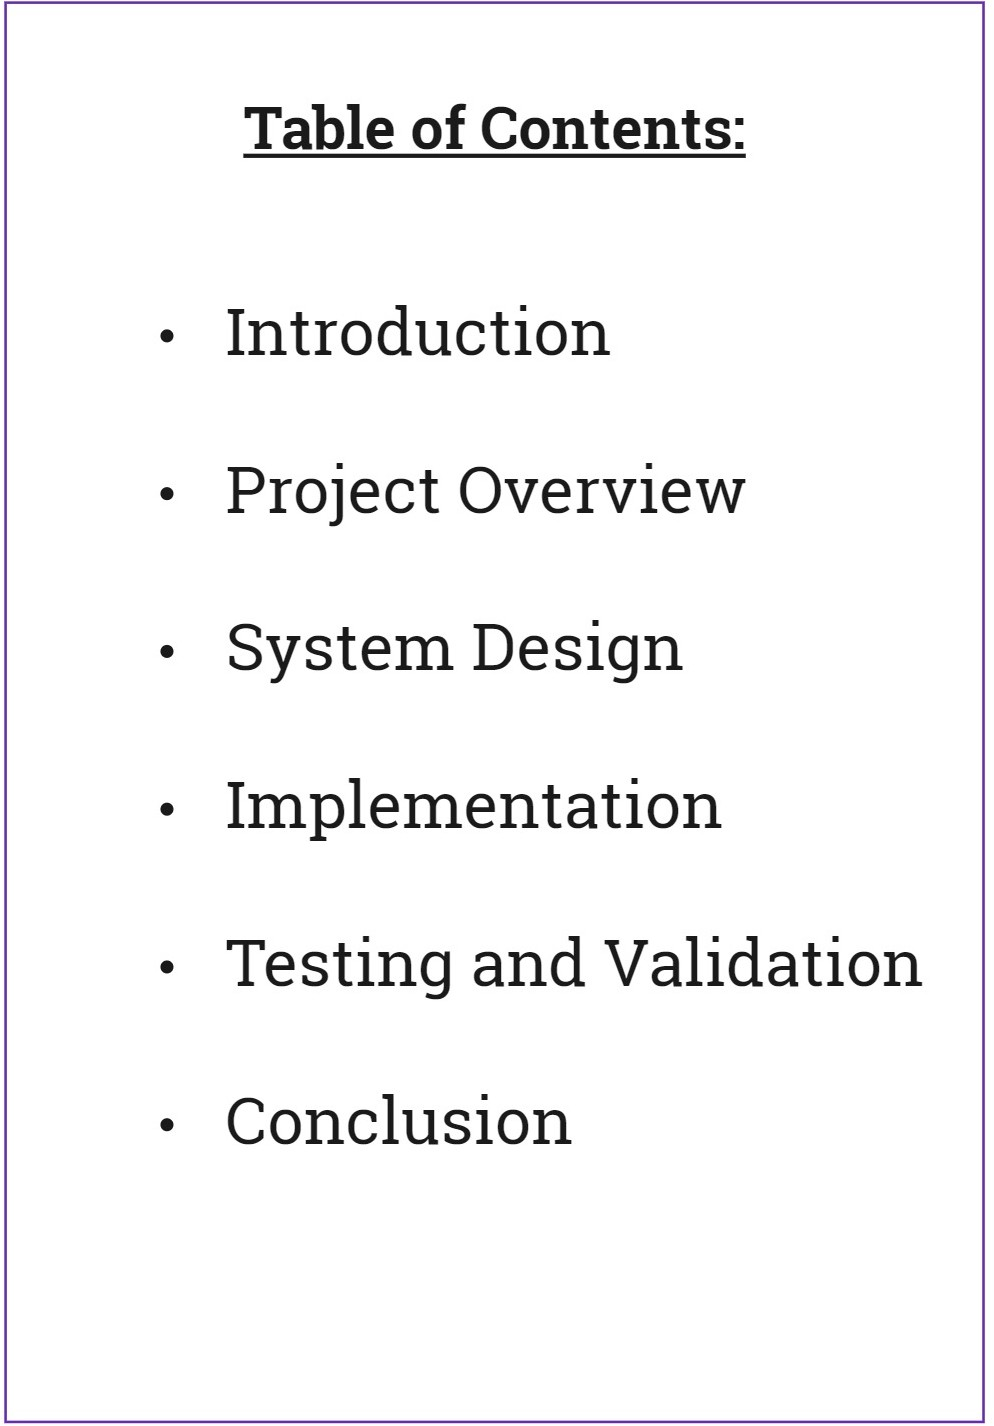 Table of Contents:
• Introduction
• Project Overview
• System Design
• Implementation
• Testing and Validation
• Conclusion